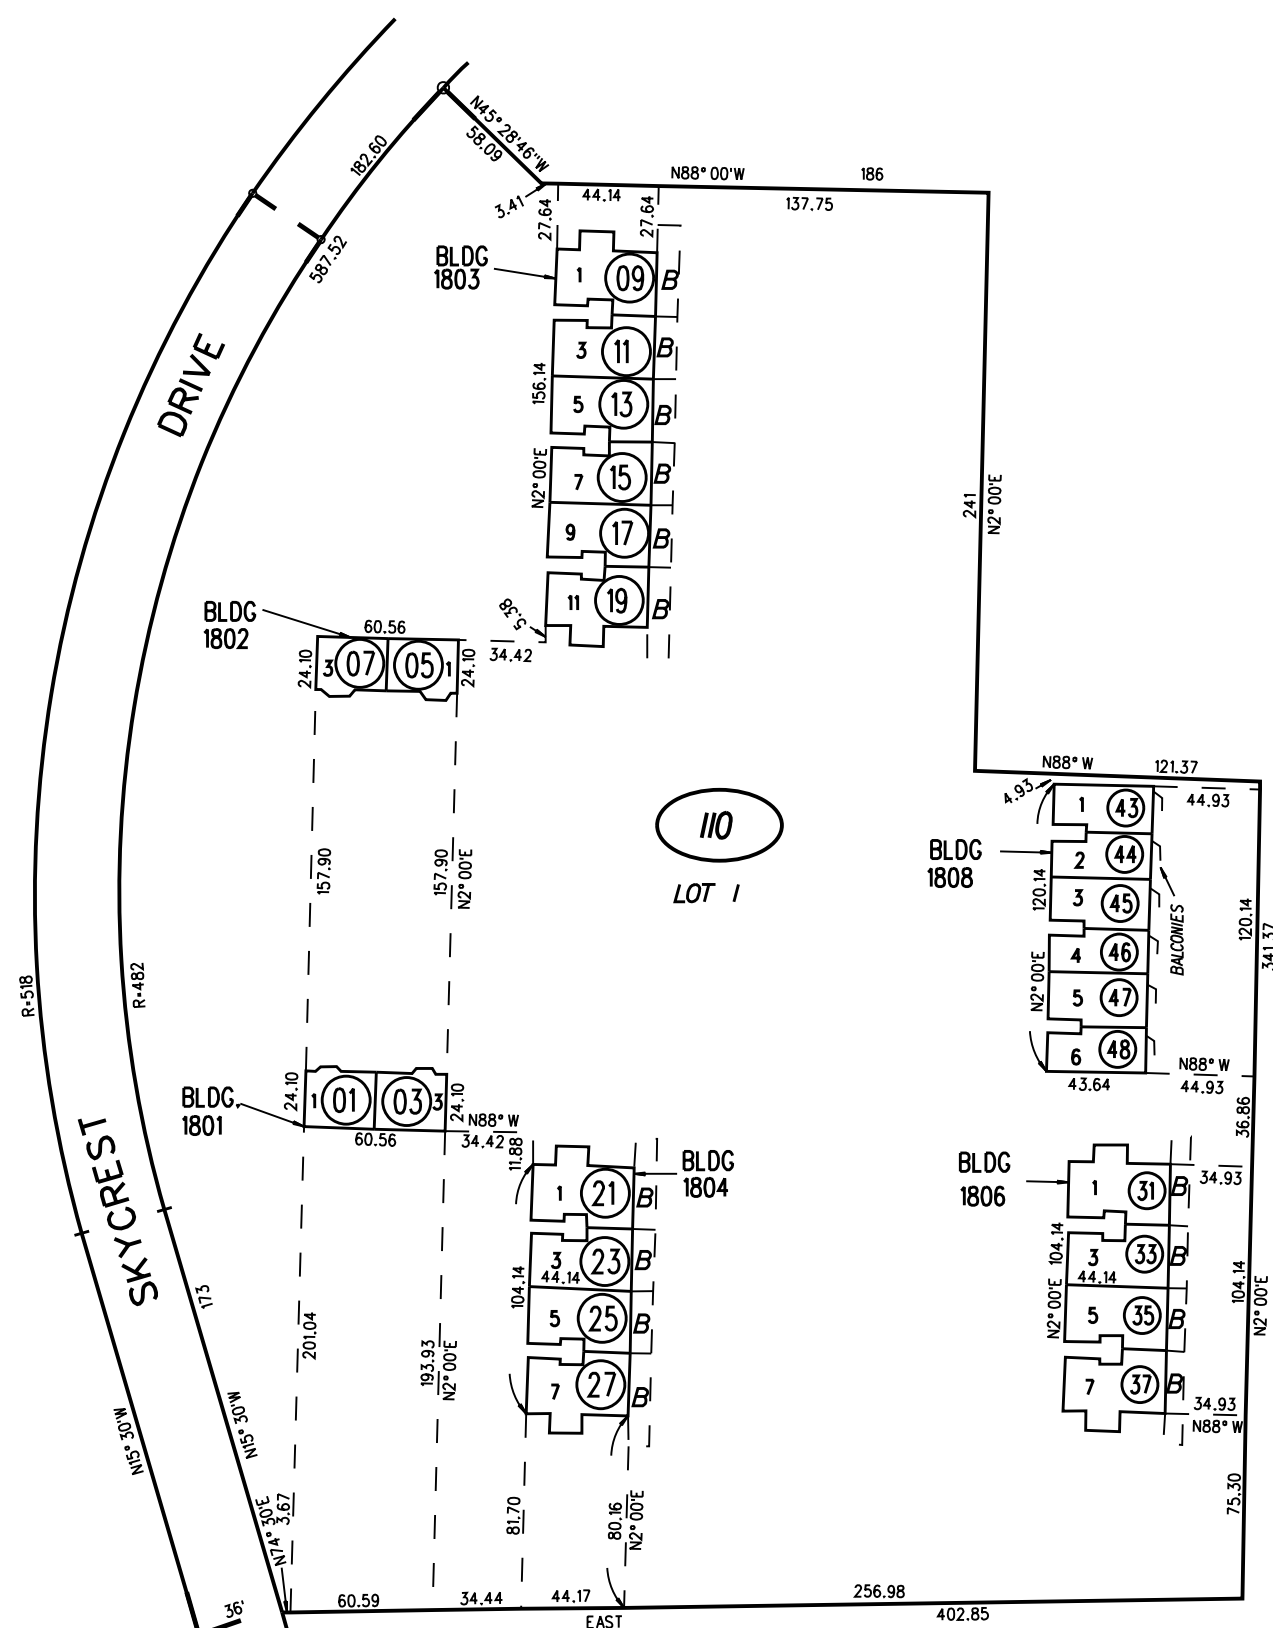 N45° 28'46"W
58.09
182.60
587.52
3.41
N88° 00'W
186
44.14
137.75
27.64
27.64
BLDG
1803
1
09
B
3
11
B
156.14
5
13
B
N2° 00'E
7
15
B
9
17
B
11
19
B
5.38
241
N2° 00'E
DRIVE
BLDG
1802
60.56
34.42
24.10
3
07
05
1
24.10
157.90
157.90
N2° 00'E
110
LOT 1
N88° W
121.37
4.93
44.93
BLDG
1808
1
43
2
44
3
45
4
46
5
47
6
48
120.14
N2° 00'E
BALCONIES
120.14
341.37
N88° W
43.64
44.93
36.86
R=518
R=482
BLDG.
1801
24.10
1
01
03
3
24.10
60.56
N88° W
34.42
11.88
BLDG
1804
1
21
B
3
23
B
44.14
104.14
5
25
B
7
27
B
BLDG
1806
1
31
B
34.93
3
33
44.14
104.14
N2° 00'E
5
35
B
7
37
B
34.93
N88° W
104.14
N2° 00'E
SKYCREST
173
201.04
193.93
N2° 00'E
N15° 30'W
N15° 30'W
N74° 30'E
3.67
81.70
80.16
N2° 00'E
75.30
36'
60.59
34.44
44.17
256.98
EAST
402.85